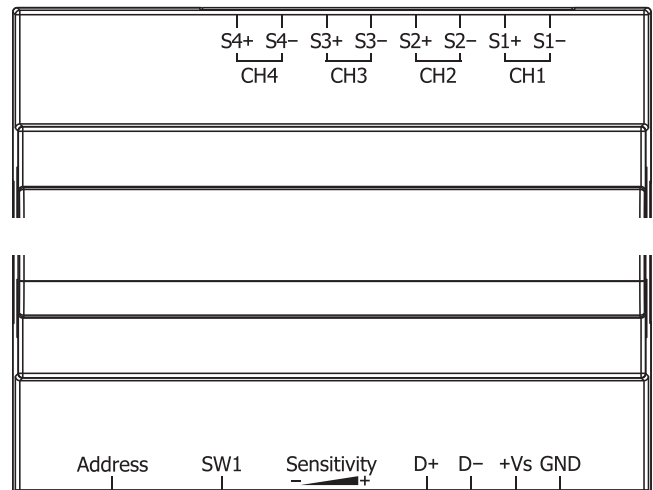 S4+ S4– S3+ S3– S2+ S2– S1+ S1–
CH4 CH3 CH2 CH1
Address SW1 Sensitivity D+ D– +Vs GND
– +